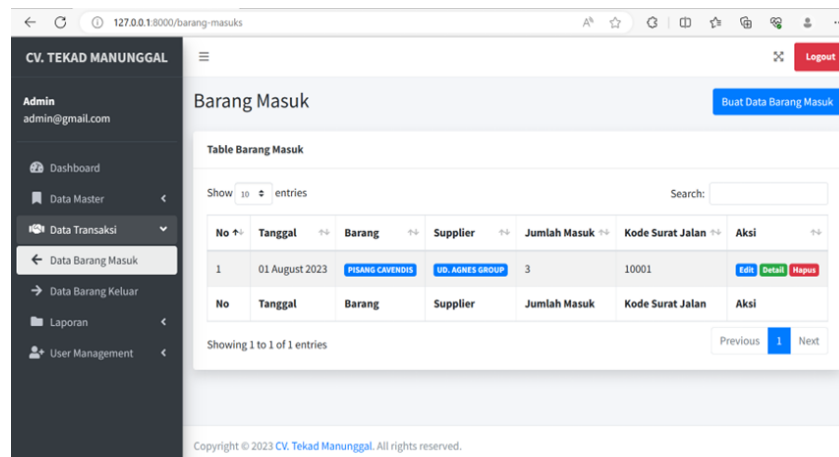 127.0.0.1:8000/barang-masuks
CV. TEKAD MANUNGGAL
Logout
Admin
admin@gmail.com
Dashboard
Data Master
Data Transaksi
Data Barang Masuk
Data Barang Keluar
Laporan
User Management
Barang Masuk
Buat Data Barang Masuk
Table Barang Masuk
Show 10 entries
Search:
No Tanggal Barang Supplier Jumlah Masuk Kode Surat Jalan Aksi
1 01 August 2023 PISANG CAVENDIS UD. AGNES GROUP 3 10001 Edit Detail Hapus
No Tanggal Barang Supplier Jumlah Masuk Kode Surat Jalan Aksi
Showing 1 to 1 of 1 entries
Previous 1 Next
Copyright © 2023 CV. Tekad Manunggal. All rights reserved.